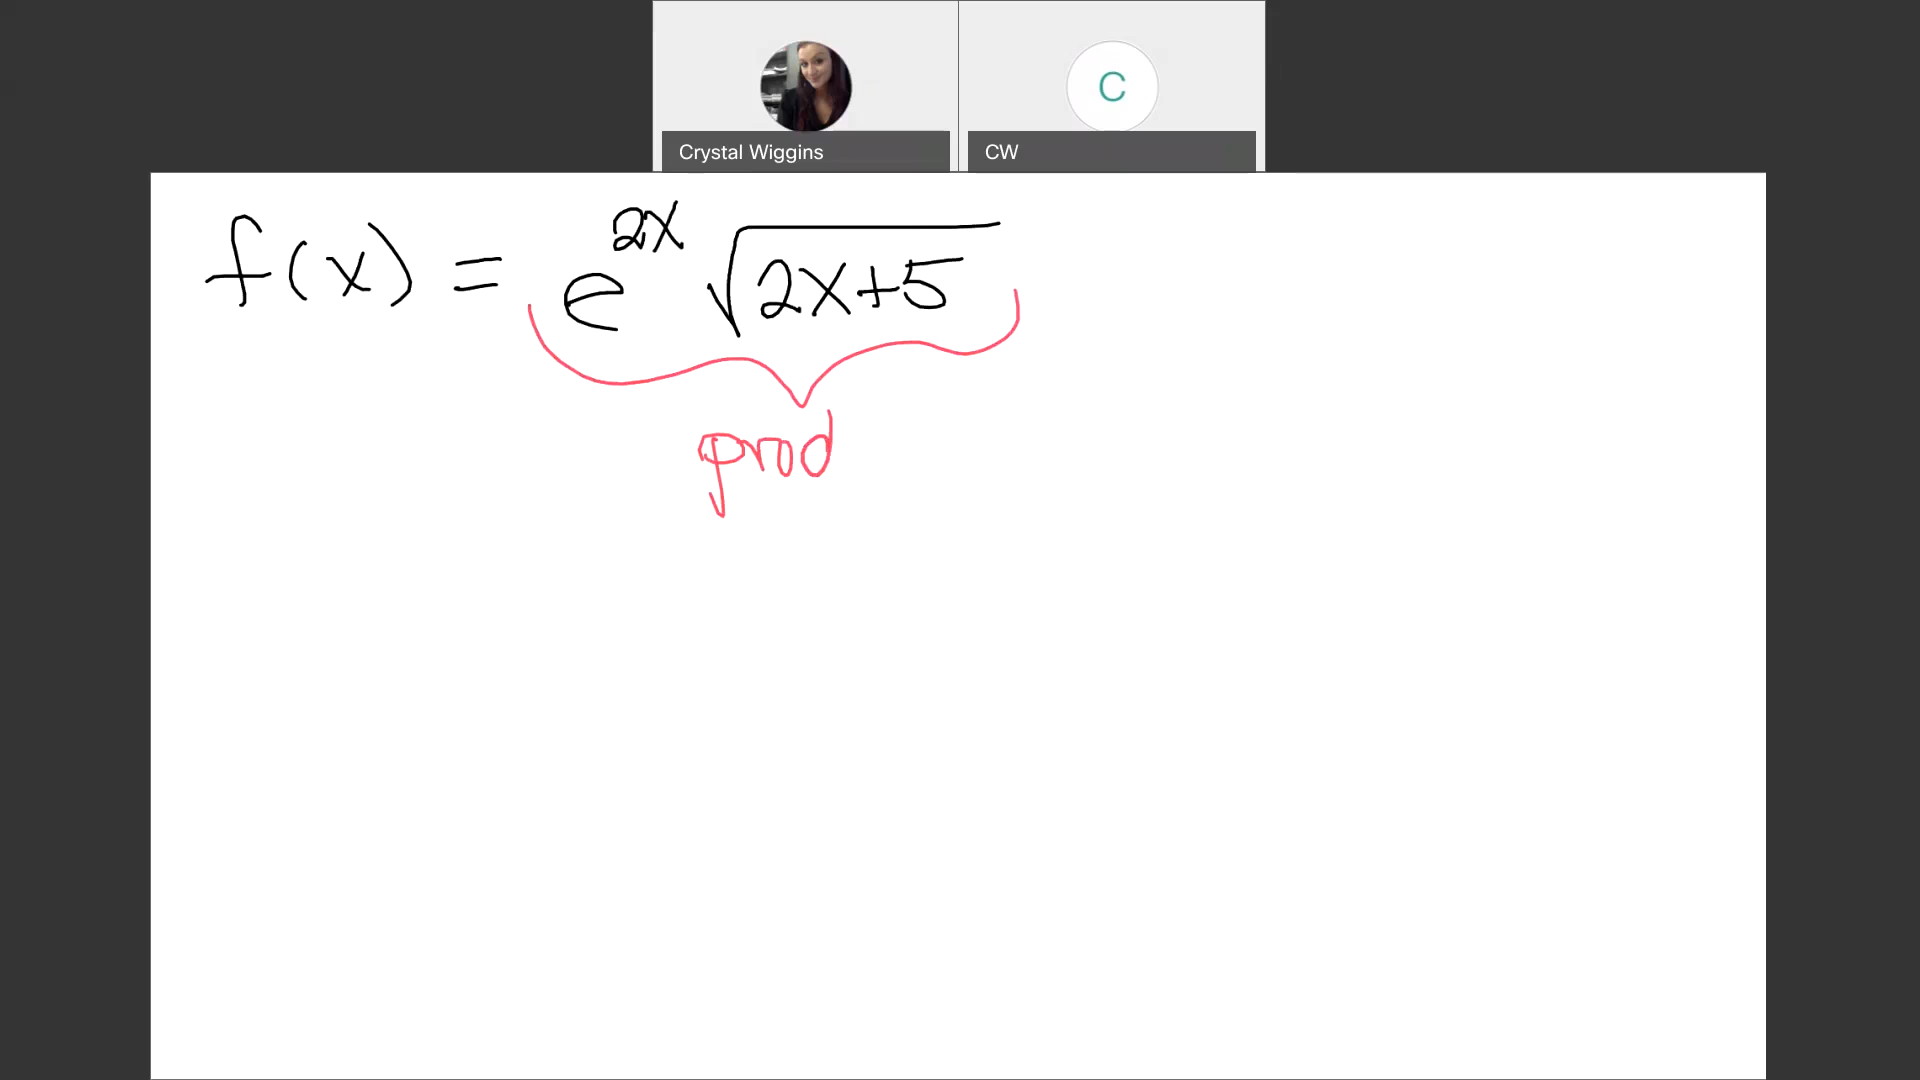 C
Crystal Wiggins
CW
f(x) = e^{2x} √(2x+5)
prod